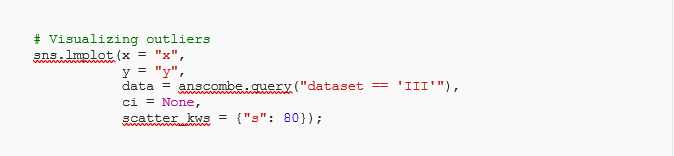 # Visualizing outliers
sns.lmplot(x = "x",
y = "y",
data = anscombe.query("dataset == 'III'"),
ci = None,
scatter_kws = {"s": 80});